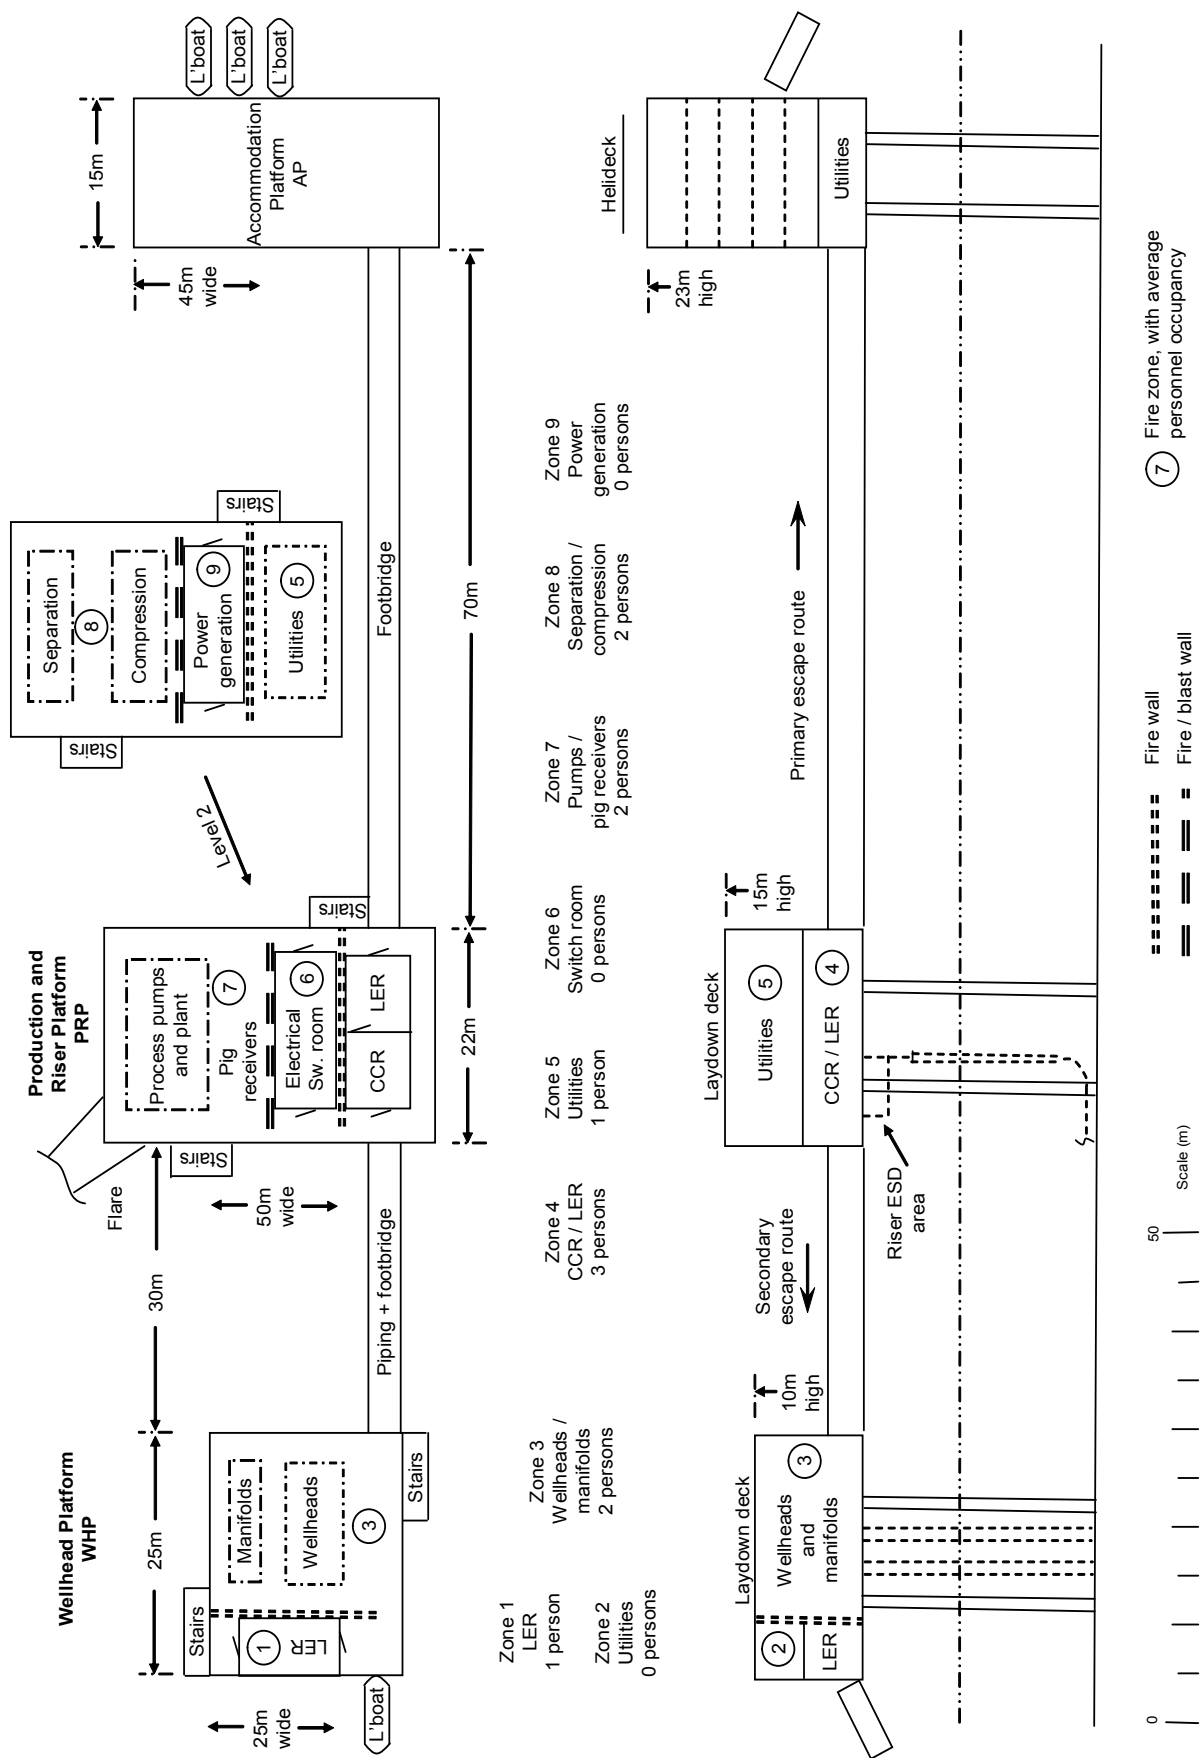 Wellhead Platform
WHP
Production and
Riser Platform
PRP
25m
30m
22m
70m
15m
25m
wide
50m
wide
45m
wide
Stairs
Manifolds
Wellheads
3
1
LER
L'boat
Stairs
Piping + footbridge
Flare
Stairs
Process pumps
and plant
Pig
receivers
7
Electrical
Sw. room
6
CCR
LER
Stairs
Level 2
Stairs
Separation
8
Compression
Power
generation
9
Utilities
5
Stairs
Footbridge
Accommodation
Platform
AP
L'boat
L'boat
L'boat
Zone 1
LER
1 person
Zone 2
Utilities
0 persons
Zone 3
Wellheads /
manifolds
2 persons
Zone 4
CCR / LER
3 persons
Zone 5
Utilities
1 person
Zone 6
Switch room
0 persons
Zone 7
Pumps /
pig receivers
2 persons
Zone 8
Separation /
compression
2 persons
Zone 9
Power
generation
0 persons
Laydown deck
2
LER
Wellheads
and
manifolds
3
10m
high
Secondary
escape route
Riser ESD
area
Laydown deck
Utilities
5
CCR / LER
4
15m
high
Primary escape route
23m
high
Helideck
Utilities
0
50
Scale (m)
Fire wall
Fire / blast wall
7
Fire zone, with average
personnel occupancy